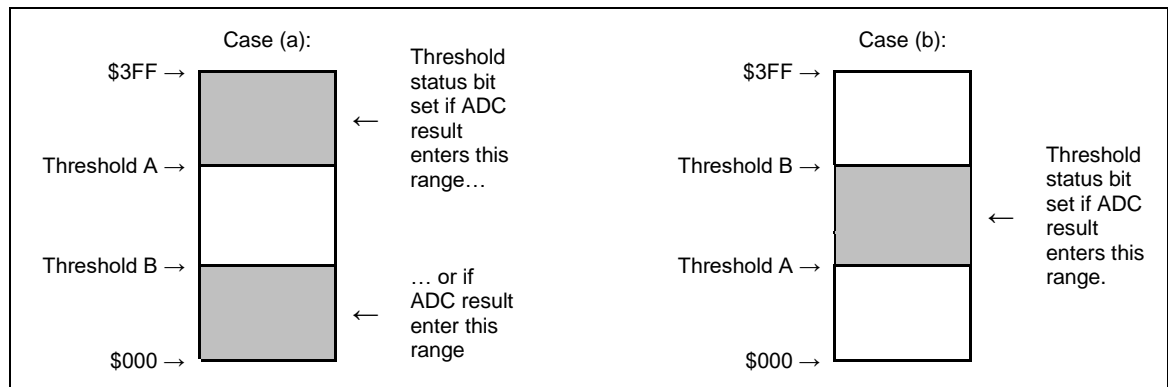 Case (a):
$3FF →
Threshold A →
Threshold B →
$000 →
Threshold
status bit
set if ADC
result
enters this
range…
… or if
ADC result
enter this
range
Case (b):
$3FF →
Threshold B →
Threshold A →
$000 →
Threshold
status bit
set if ADC
result
enters this
range.